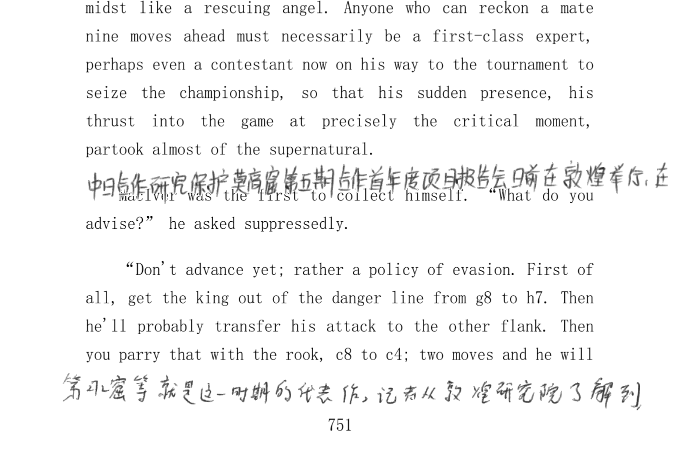 midst like a rescuing angel. Anyone who can reckon a mate
nine moves ahead must necessarily be a first-class expert,
perhaps even a contestant now on his way to the tournament to
seize the championship, so that his sudden presence, his
thrust into the game at precisely the critical moment,
partook almost of the supernatural.
中日合作研究保护莫高窟第五期合作首年度项目报告会日前在敦煌举行，在
MacIver was the first to collect himself. “What do you
advise?” he asked suppressedly.
“Don't advance yet; rather a policy of evasion. First of
all, get the king out of the danger line from g8 to h7. Then
he'll probably transfer his attack to the other flank. Then
you parry that with the rook, c8 to c4; two moves and he will
第 窟等就是这一时期的代表作，记者从敦煌研究院了解到
751